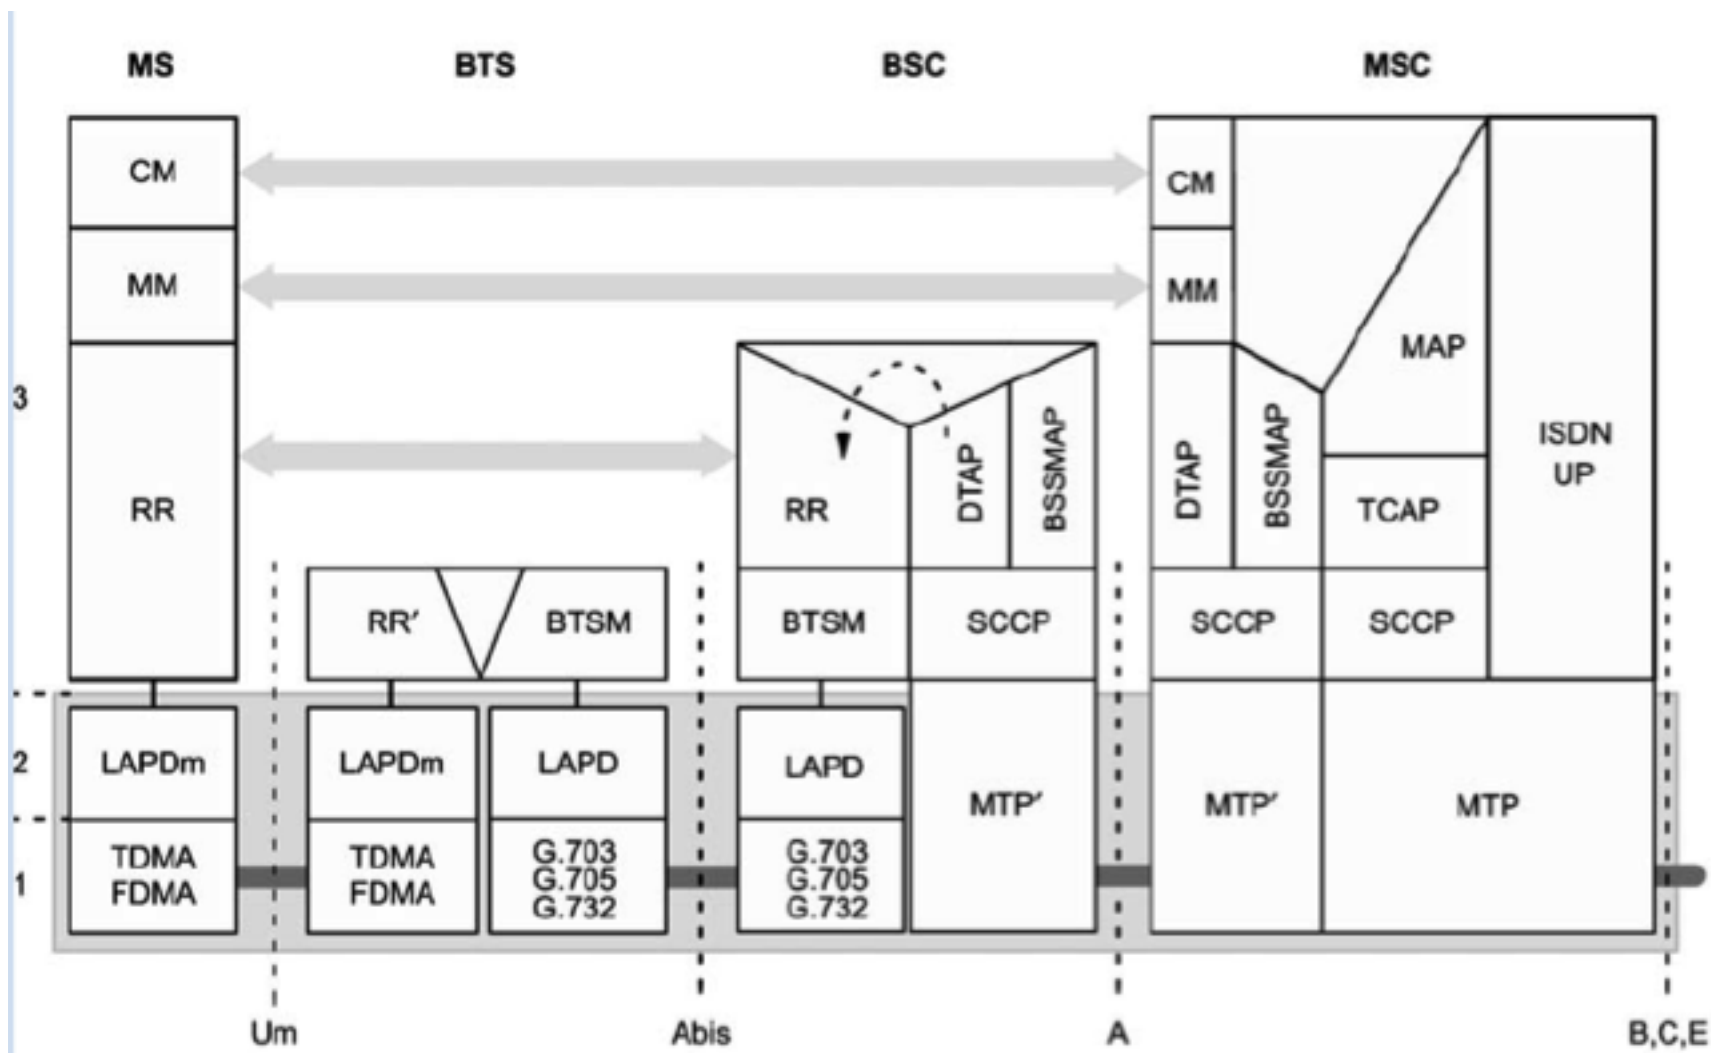 MS BTS BSC MSC
CM
CM
MM
MM
3
RR
RR
DTAP
BSSMAP
DTAP
BSSMAP
MAP
TCAP
ISDN
UP
RR′
BTSM
BTSM
SCCP
SCCP
SCCP
2
LAPDm
LAPDm
LAPD
LAPD
MTP′
MTP′
MTP
1
TDMA
FDMA
TDMA
FDMA
G.703
G.705
G.732
G.703
G.705
G.732
Um Abis A B,C,E